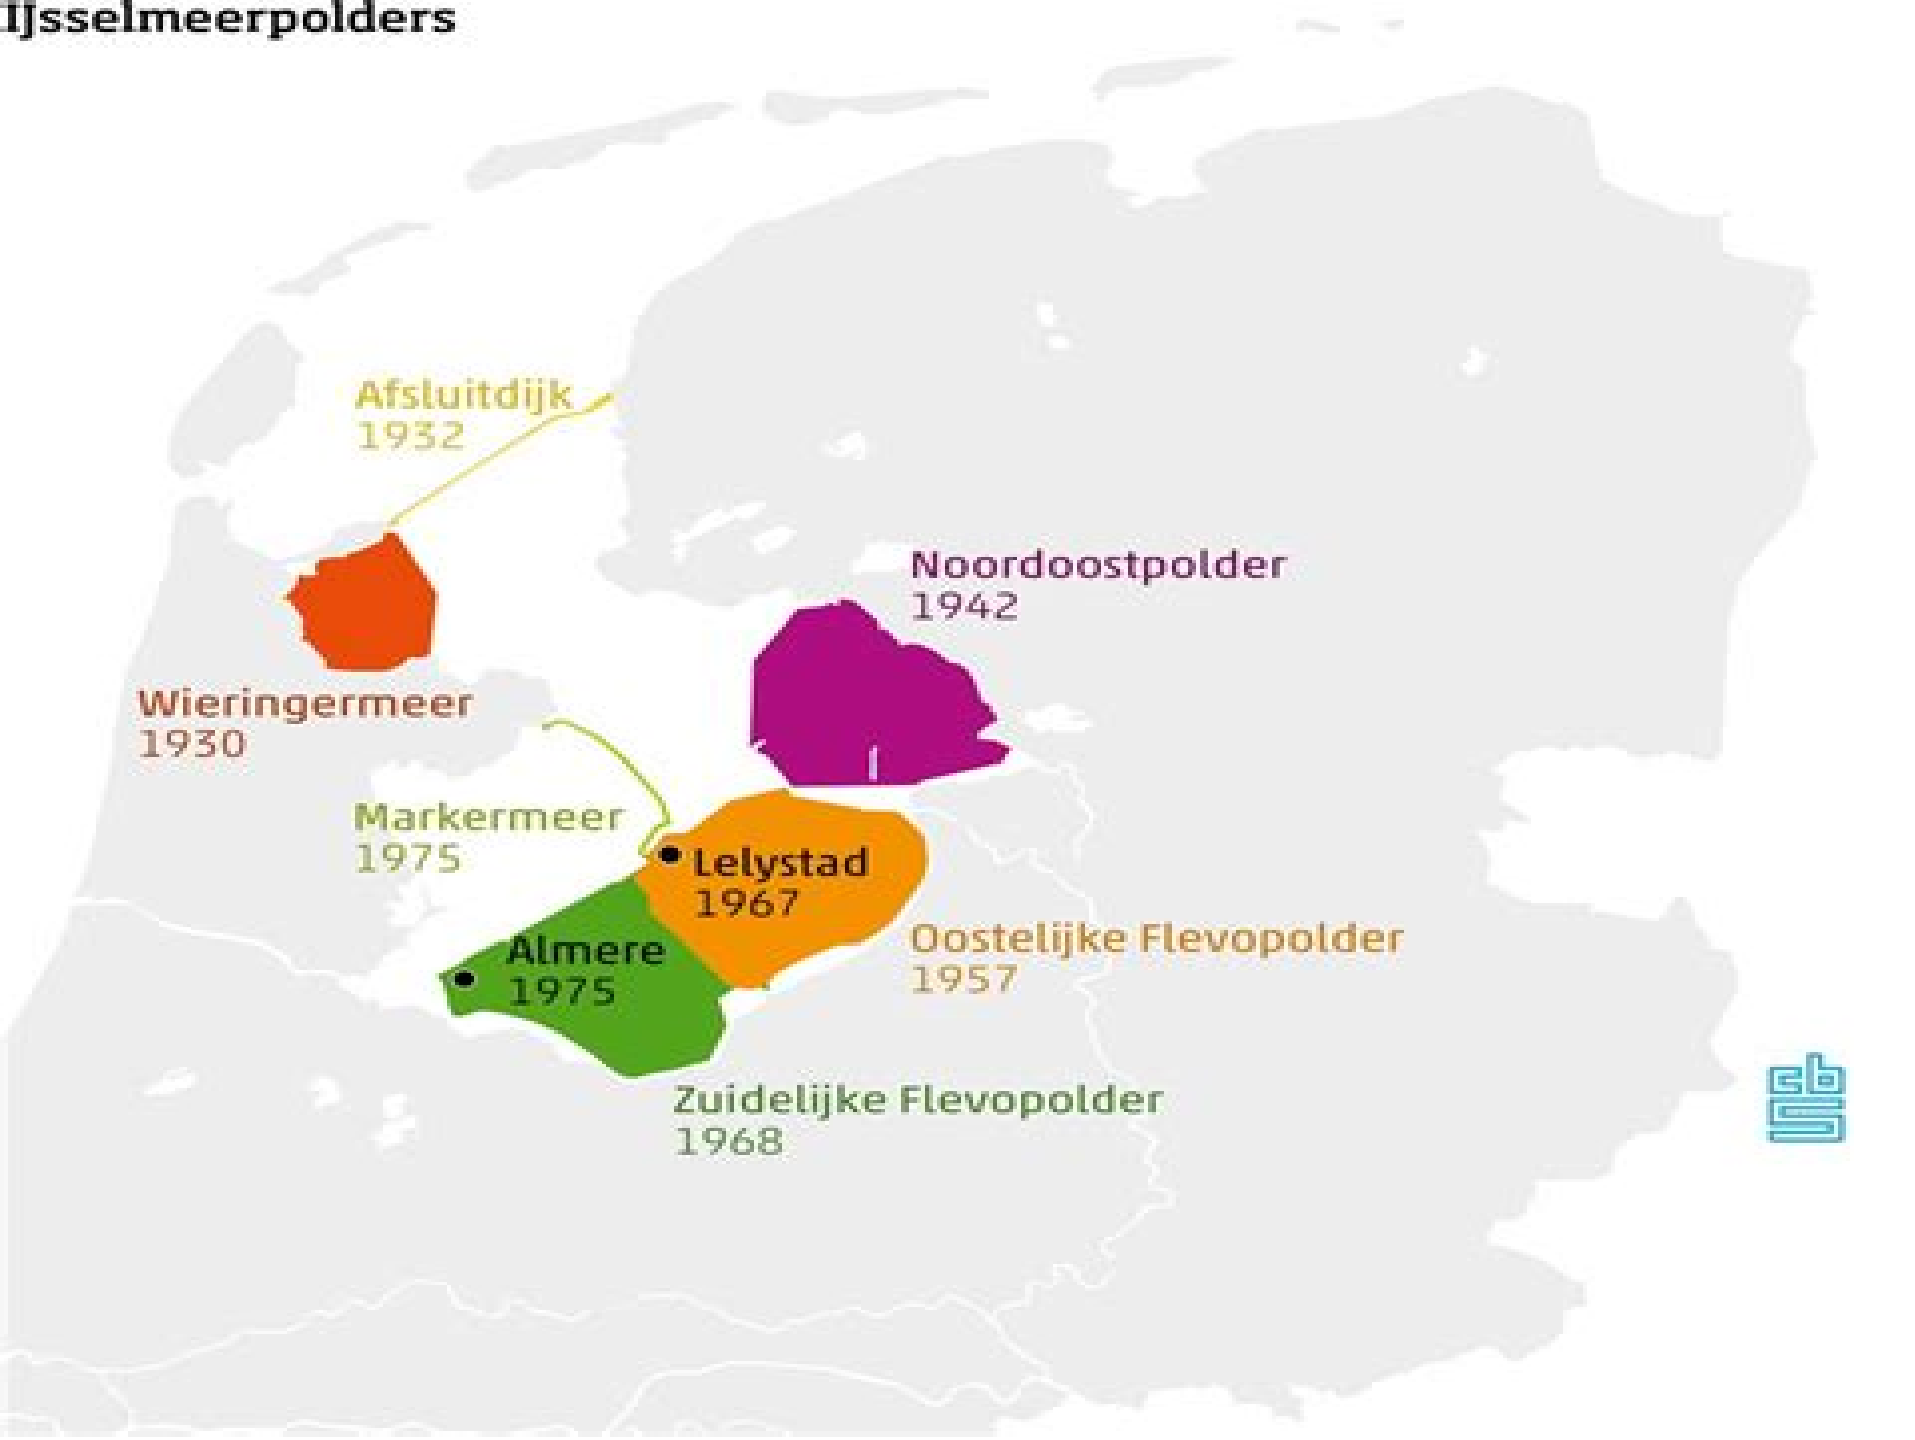 IJsselmeerpolders
Afsluitdijk
1932
Noordoostpolder
1942
Wieringermeer
1930
Markermeer
1975
Lelystad
1967
Almere
1975
Oostelijke Flevopolder
1957
Zuidelijke Flevopolder
1968
cbs